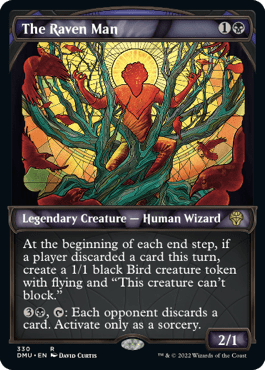 The Raven Man 1
Legendary Creature — Human Wizard
At the beginning of each end step, if
a player discarded a card this turn,
create a 1/1 black Bird creature token
with flying and “This creature can’t
block.”
3, : Each opponent discards a
card. Activate only as a sorcery.
2/1
330 R
DMU • EN DAVID CURTIS
™ & © 2022 Wizards of the Coast